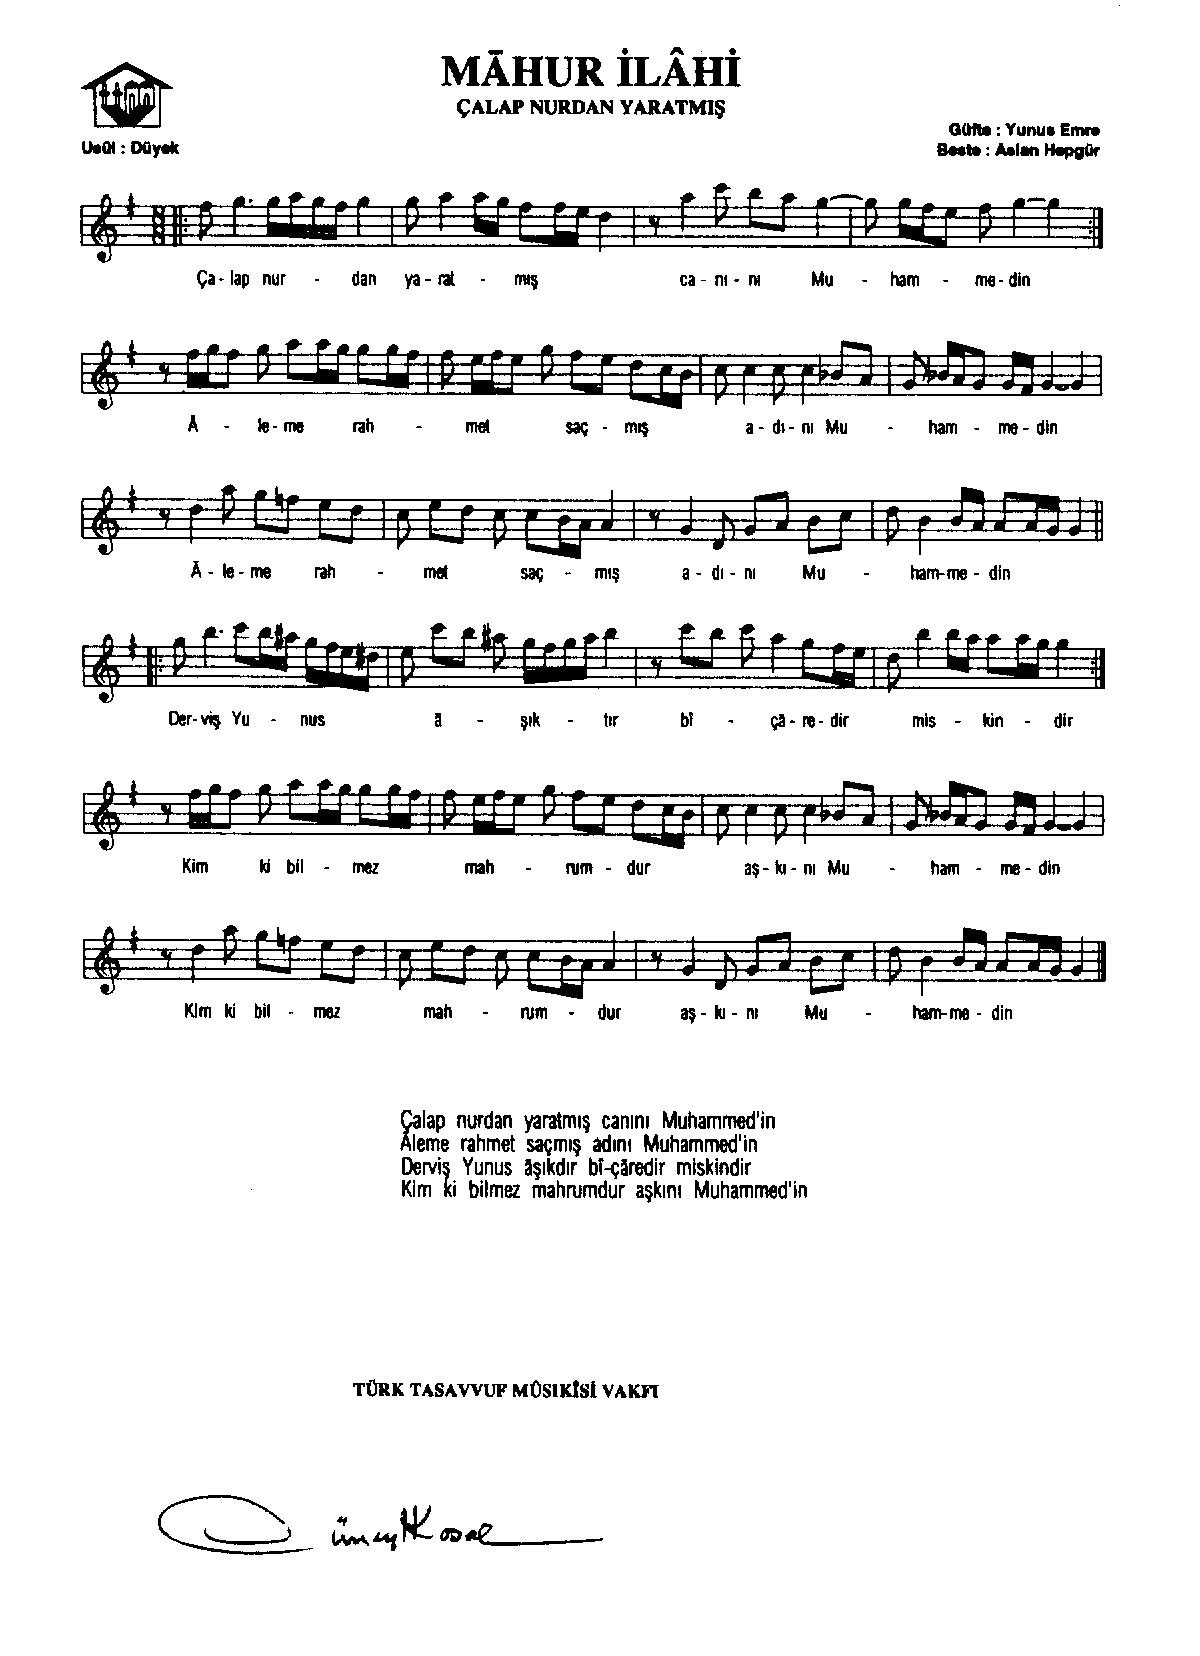 MĀHUR İLÂHİ
ÇALAP NURDAN YARATMIŞ
Güfte : Yunus Emre
Usûl : Düyek
Beste : Aslan Hepgür
Ça - lap nur - dan ya - rat - mış ca - nı - nı Mu - ham - me - din
Ā - le - me rah - met saç - mış a - dı - nı Mu - ham - me - din
Ā - le - me rah - met saç - mış a - dı - nı Mu - ham-me - din
Der-viş Yu - nus ā - şık - tır bî - çā - re - dir mis - kin - dir
Kim ki bil - mez mah - rum - dur aş - kı - nı Mu - ham - me - din
Kim ki bil - mez mah - rum - dur aş - kı - nı Mu - ham-me - din
Çalap nurdan yaratmış canını Muhammed'in
Āleme rahmet saçmış adını Muhammed'in
Derviş Yunus āşıkdır bî-çāredir miskindir
Kim ki bilmez mahrumdur aşkını Muhammed'in
TÜRK TASAVVUF MÛSIKÎSİ VAKFI